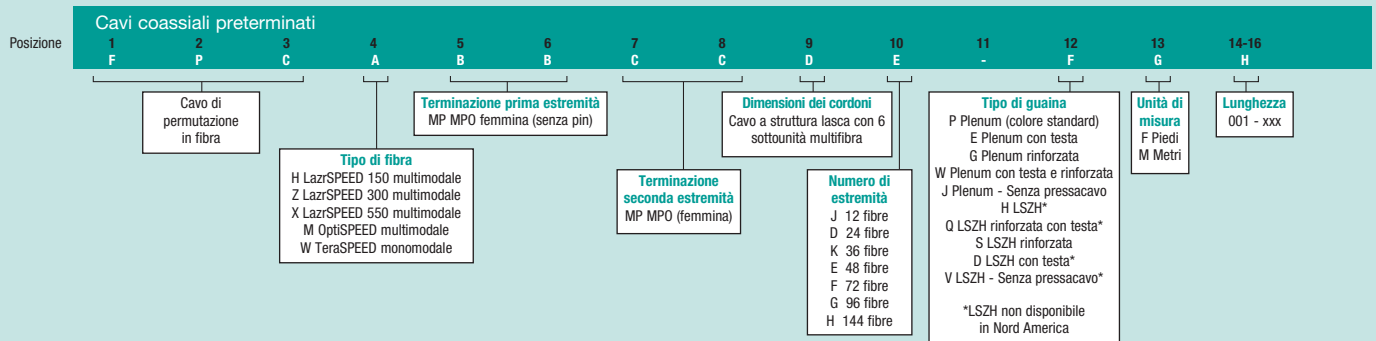 Cavi coassiali preterminati
Posizione 1 2 3 4 5 6 7 8 9 10 11 12 13 14-16
F P C A B B C C D E - F G H
Cavo di
permutazione
in fibra
Tipo di fibra
H LazrSPEED 150 multimodale
Z LazrSPEED 300 multimodale
X LazrSPEED 550 multimodale
M OptiSPEED multimodale
W TeraSPEED monomodale
Terminazione prima estremità
MP MPO femmina (senza pin)
Terminazione
seconda estremità
MP MPO (femmina)
Dimensioni dei cordoni
Cavo a struttura lasca con 6
sottounità multifibra
Numero di
estremità
J 12 fibre
D 24 fibre
K 36 fibre
E 48 fibre
F 72 fibre
G 96 fibre
H 144 fibre
Tipo di guaina
P Plenum (colore standard)
E Plenum con testa
G Plenum rinforzata
W Plenum con testa e rinforzata
J Plenum - Senza pressacavo
H LSZH*
Q LSZH rinforzata con testa*
S LSZH rinforzata
D LSZH con testa*
V LSZH - Senza pressacavo*
*LSZH non disponibile
in Nord America
Unità di
misura
F Piedi
M Metri
Lunghezza
001 - xxx